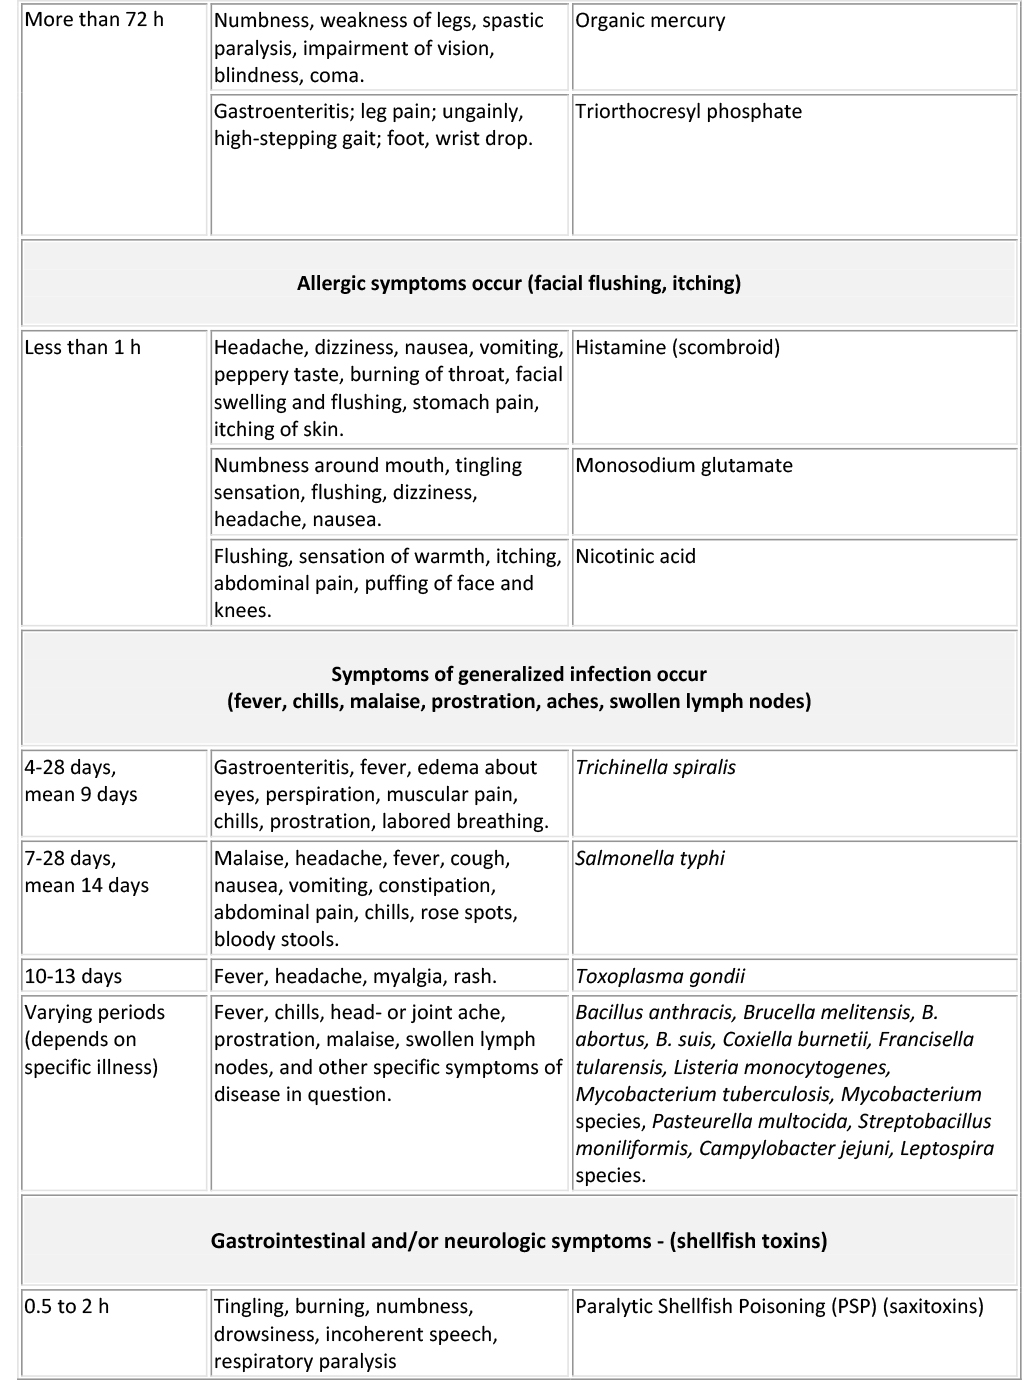 More than 72 h
Numbness, weakness of legs, spastic
paralysis, impairment of vision,
blindness, coma.
Organic mercury
Gastroenteritis; leg pain; ungainly,
high-stepping gait; foot, wrist drop.
Triorthocresyl phosphate
Allergic symptoms occur (facial flushing, itching)
Less than 1 h
Headache, dizziness, nausea, vomiting,
peppery taste, burning of throat, facial
swelling and flushing, stomach pain,
itching of skin.
Histamine (scombroid)
Numbness around mouth, tingling
sensation, flushing, dizziness,
headache, nausea.
Monosodium glutamate
Flushing, sensation of warmth, itching,
abdominal pain, puffing of face and
knees.
Nicotinic acid
Symptoms of generalized infection occur
(fever, chills, malaise, prostration, aches, swollen lymph nodes)
4-28 days,
mean 9 days
Gastroenteritis, fever, edema about
eyes, perspiration, muscular pain,
chills, prostration, labored breathing.
Trichinella spiralis
7-28 days,
mean 14 days
Malaise, headache, fever, cough,
nausea, vomiting, constipation,
abdominal pain, chills, rose spots,
bloody stools.
Salmonella typhi
10-13 days
Fever, headache, myalgia, rash.
Toxoplasma gondii
Varying periods
(depends on
specific illness)
Fever, chills, head- or joint ache,
prostration, malaise, swollen lymph
nodes, and other specific symptoms of
disease in question.
Bacillus anthracis, Brucella melitensis, B.
abortus, B. suis, Coxiella burnetii, Francisella
tularensis, Listeria monocytogenes,
Mycobacterium tuberculosis, Mycobacterium
species, Pasteurella multocida, Streptobacillus
moniliformis, Campylobacter jejuni, Leptospira
species.
Gastrointestinal and/or neurologic symptoms - (shellfish toxins)
0.5 to 2 h
Tingling, burning, numbness,
drowsiness, incoherent speech,
respiratory paralysis
Paralytic Shellfish Poisoning (PSP) (saxitoxins)